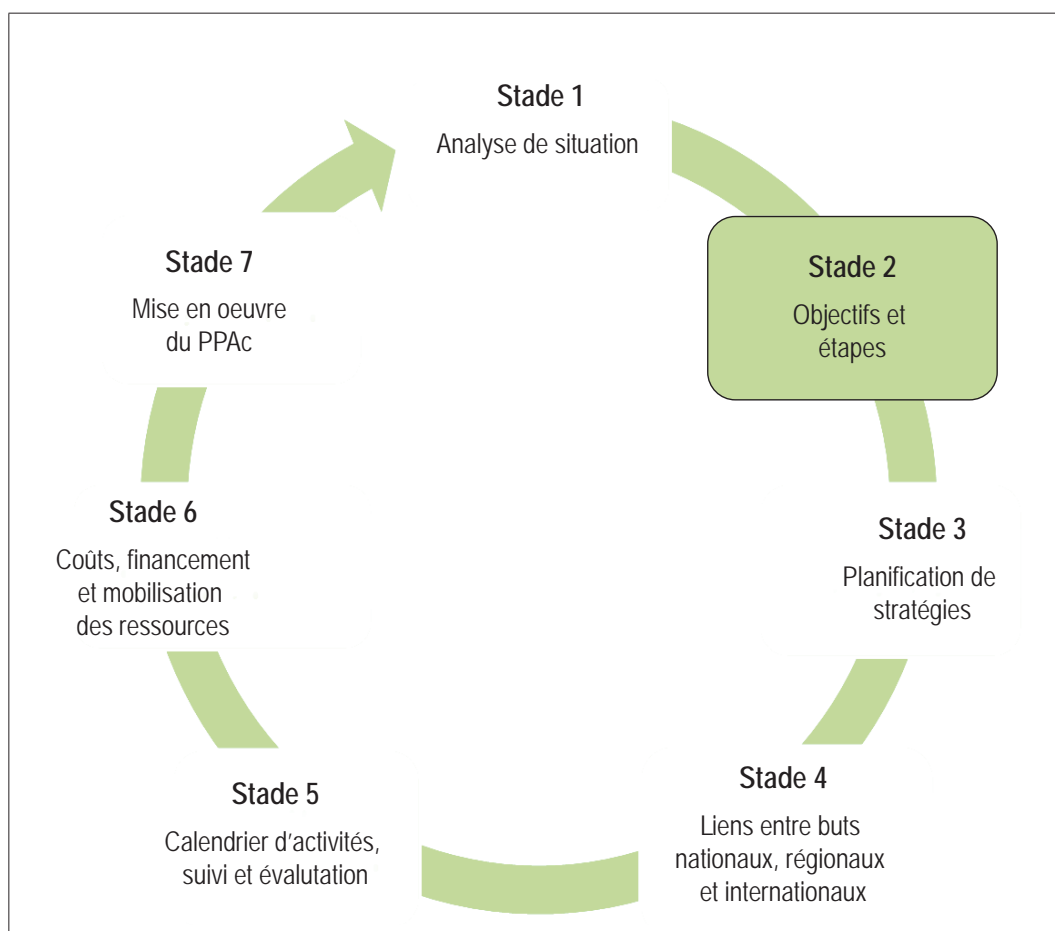 Stade 1
Analyse de situation
Stade 2
Objectifs et
étapes
Stade 3
Planification de
stratégies
Stade 4
Liens entre buts
nationaux, régionaux
et internationaux
Stade 5
Calendrier d’activités,
suivi et évalutation
Stade 6
Coûts, financement
et mobilisation
des ressources
Stade 7
Mise en oeuvre
du PPAc